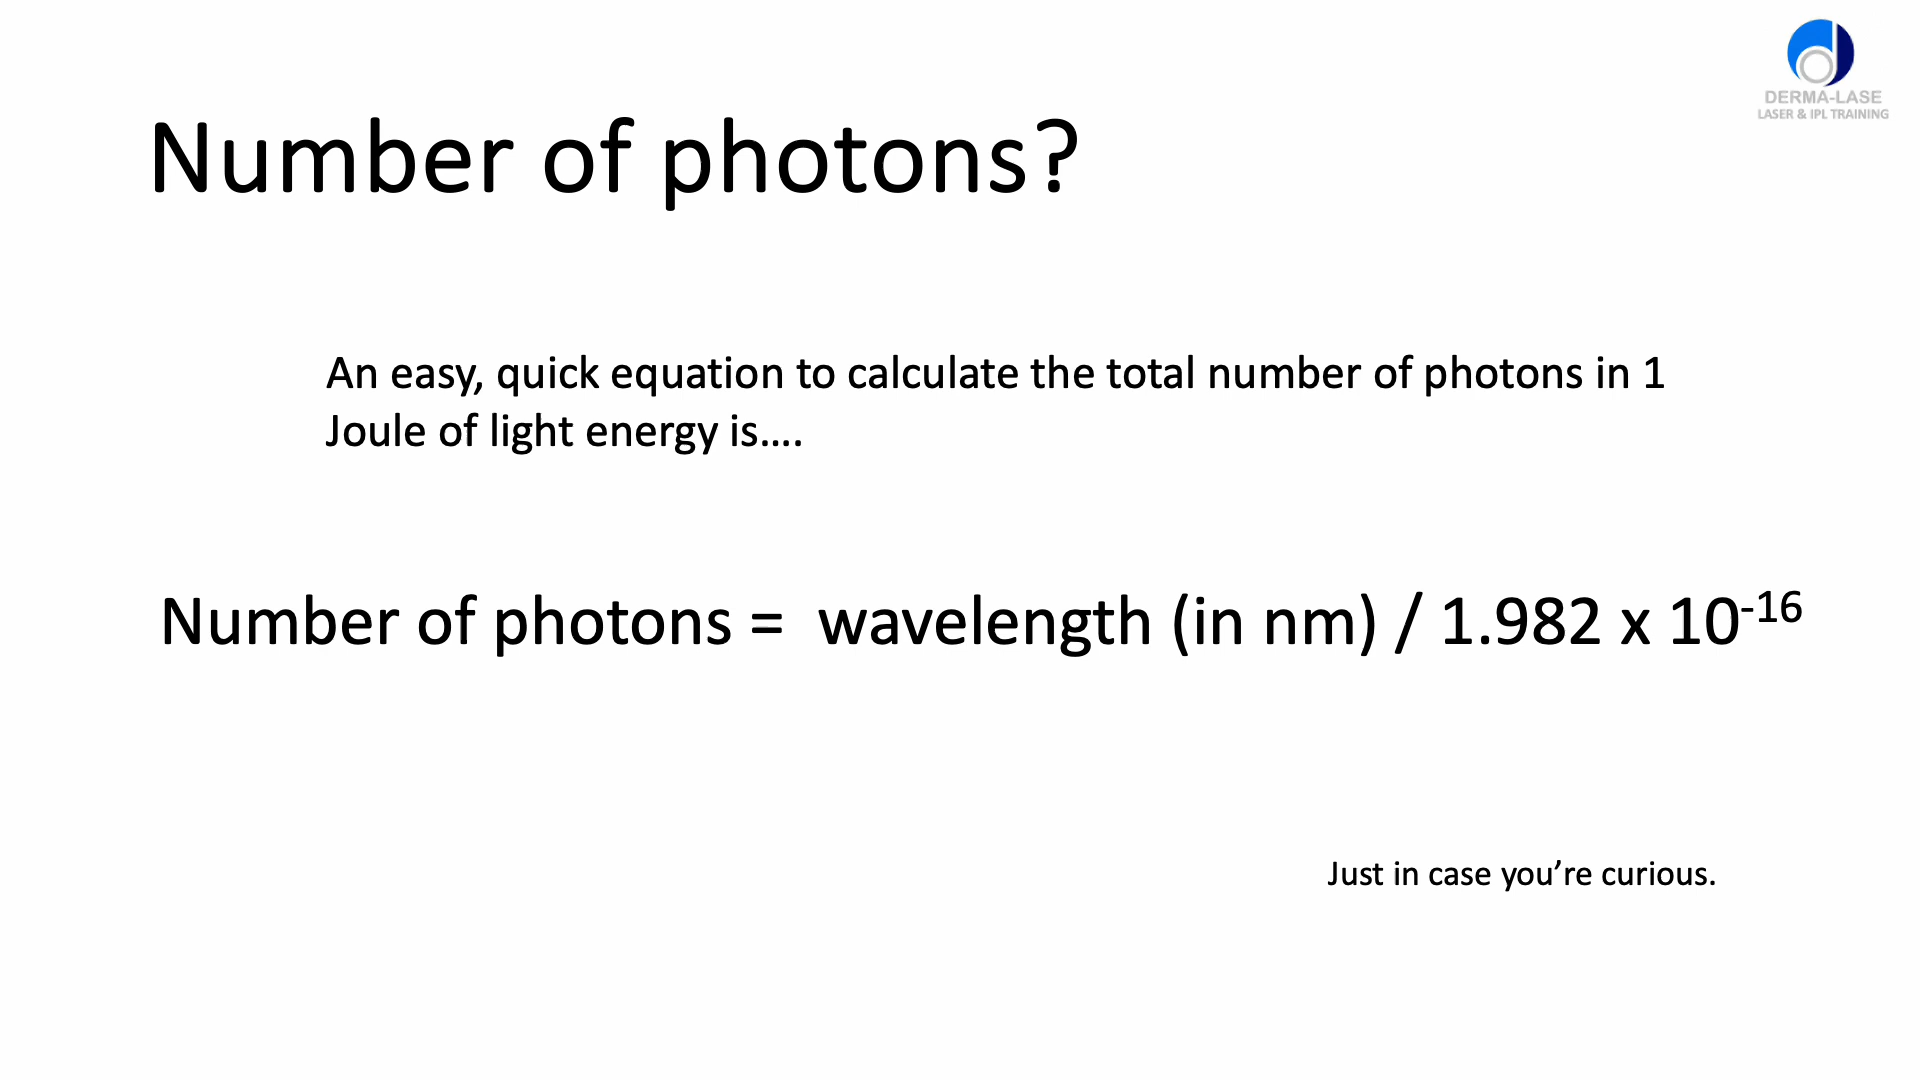 DERMA-LASE
LASER & IPL TRAINING
Number of photons?
An easy, quick equation to calculate the total number of photons in 1
Joule of light energy is....
Number of photons =  wavelength (in nm) / 1.982 x 10⁻¹⁶
Just in case you’re curious.